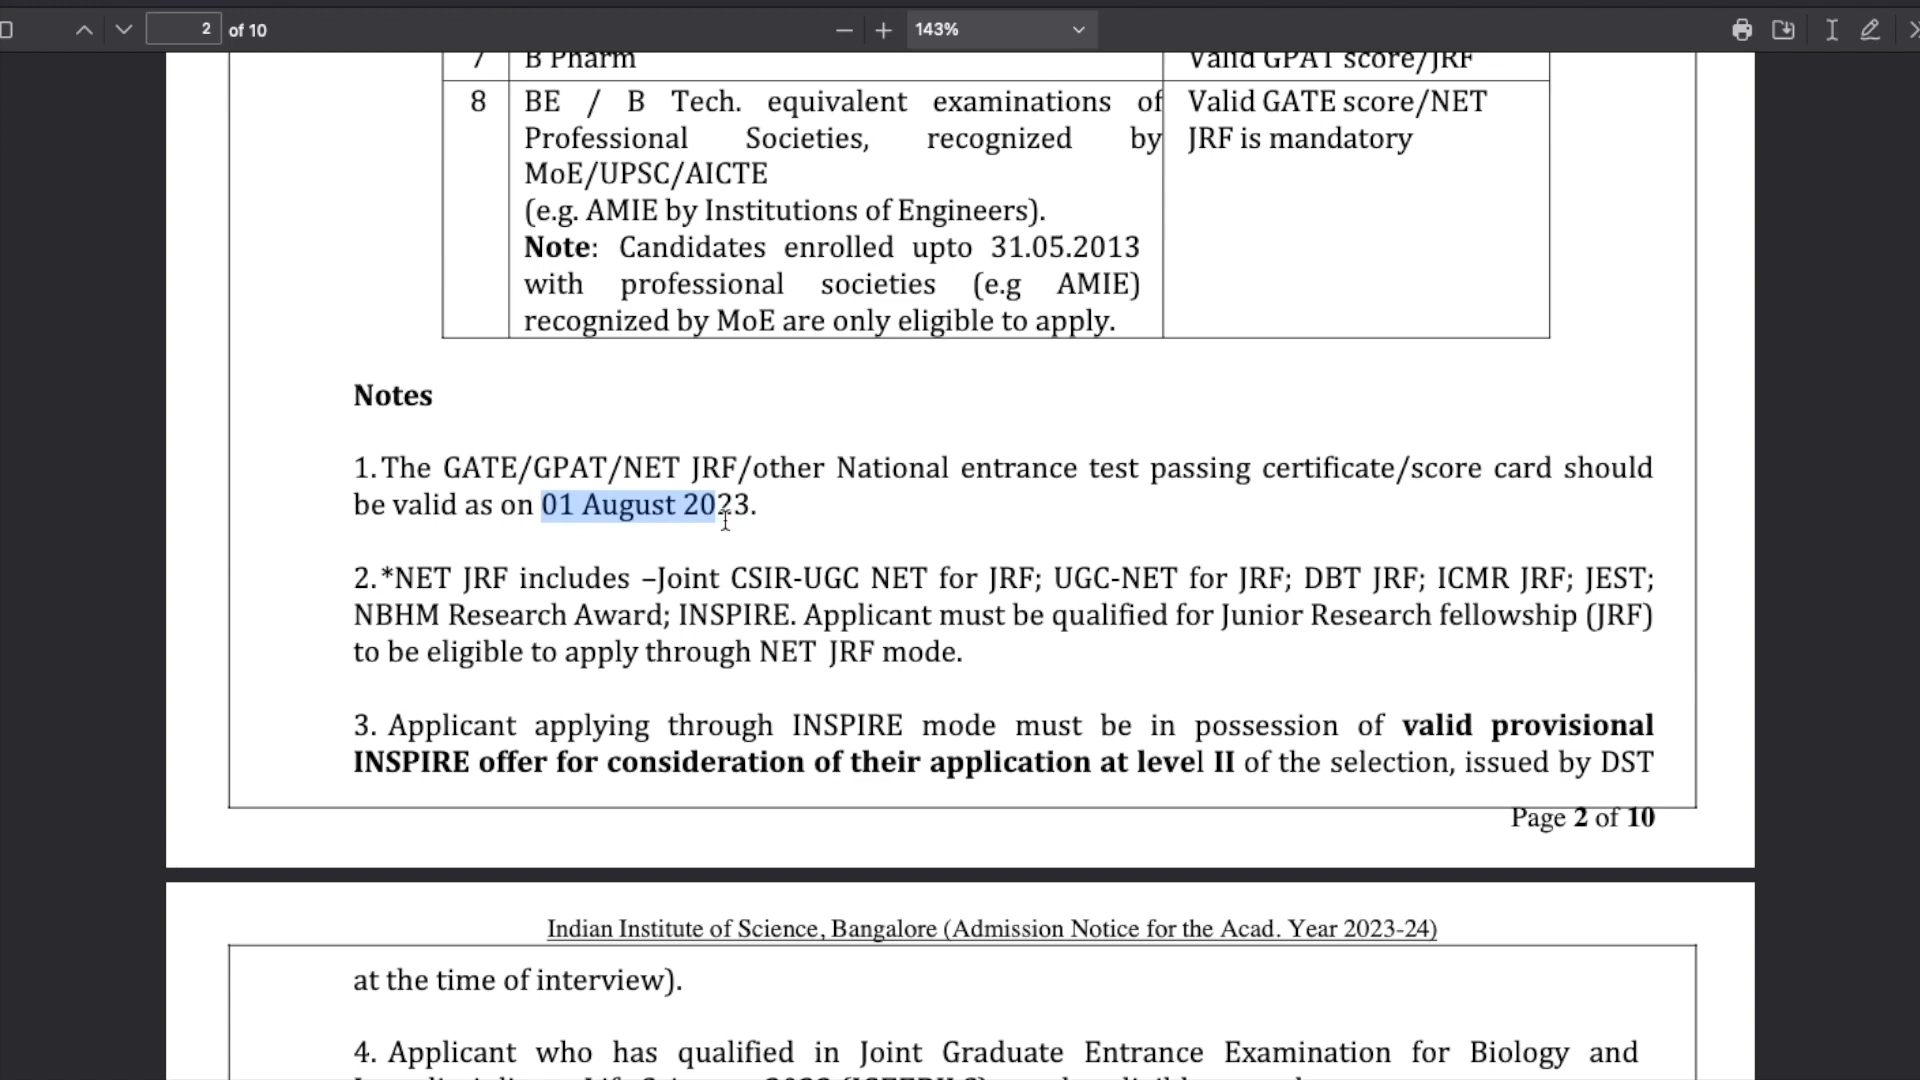 2 of 10
143%
7 B Pharm Valid GPAT score/JRF
8 BE / B Tech. equivalent examinations of Valid GATE score/NET
Professional Societies, recognized by JRF is mandatory
MoE/UPSC/AICTE
(e.g. AMIE by Institutions of Engineers).
Note: Candidates enrolled upto 31.05.2013
with professional societies (e.g AMIE)
recognized by MoE are only eligible to apply.
Notes
1. The GATE/GPAT/NET JRF/other National entrance test passing certificate/score card should
be valid as on 01 August 2023.
2. *NET JRF includes –Joint CSIR-UGC NET for JRF; UGC-NET for JRF; DBT JRF; ICMR JRF; JEST;
NBHM Research Award; INSPIRE. Applicant must be qualified for Junior Research fellowship (JRF)
to be eligible to apply through NET JRF mode.
3. Applicant applying through INSPIRE mode must be in possession of valid provisional
INSPIRE offer for consideration of their application at level II of the selection, issued by DST
Page 2 of 10
Indian Institute of Science, Bangalore (Admission Notice for the Acad. Year 2023-24)
at the time of interview).
4. Applicant who has qualified in Joint Graduate Entrance Examination for Biology and